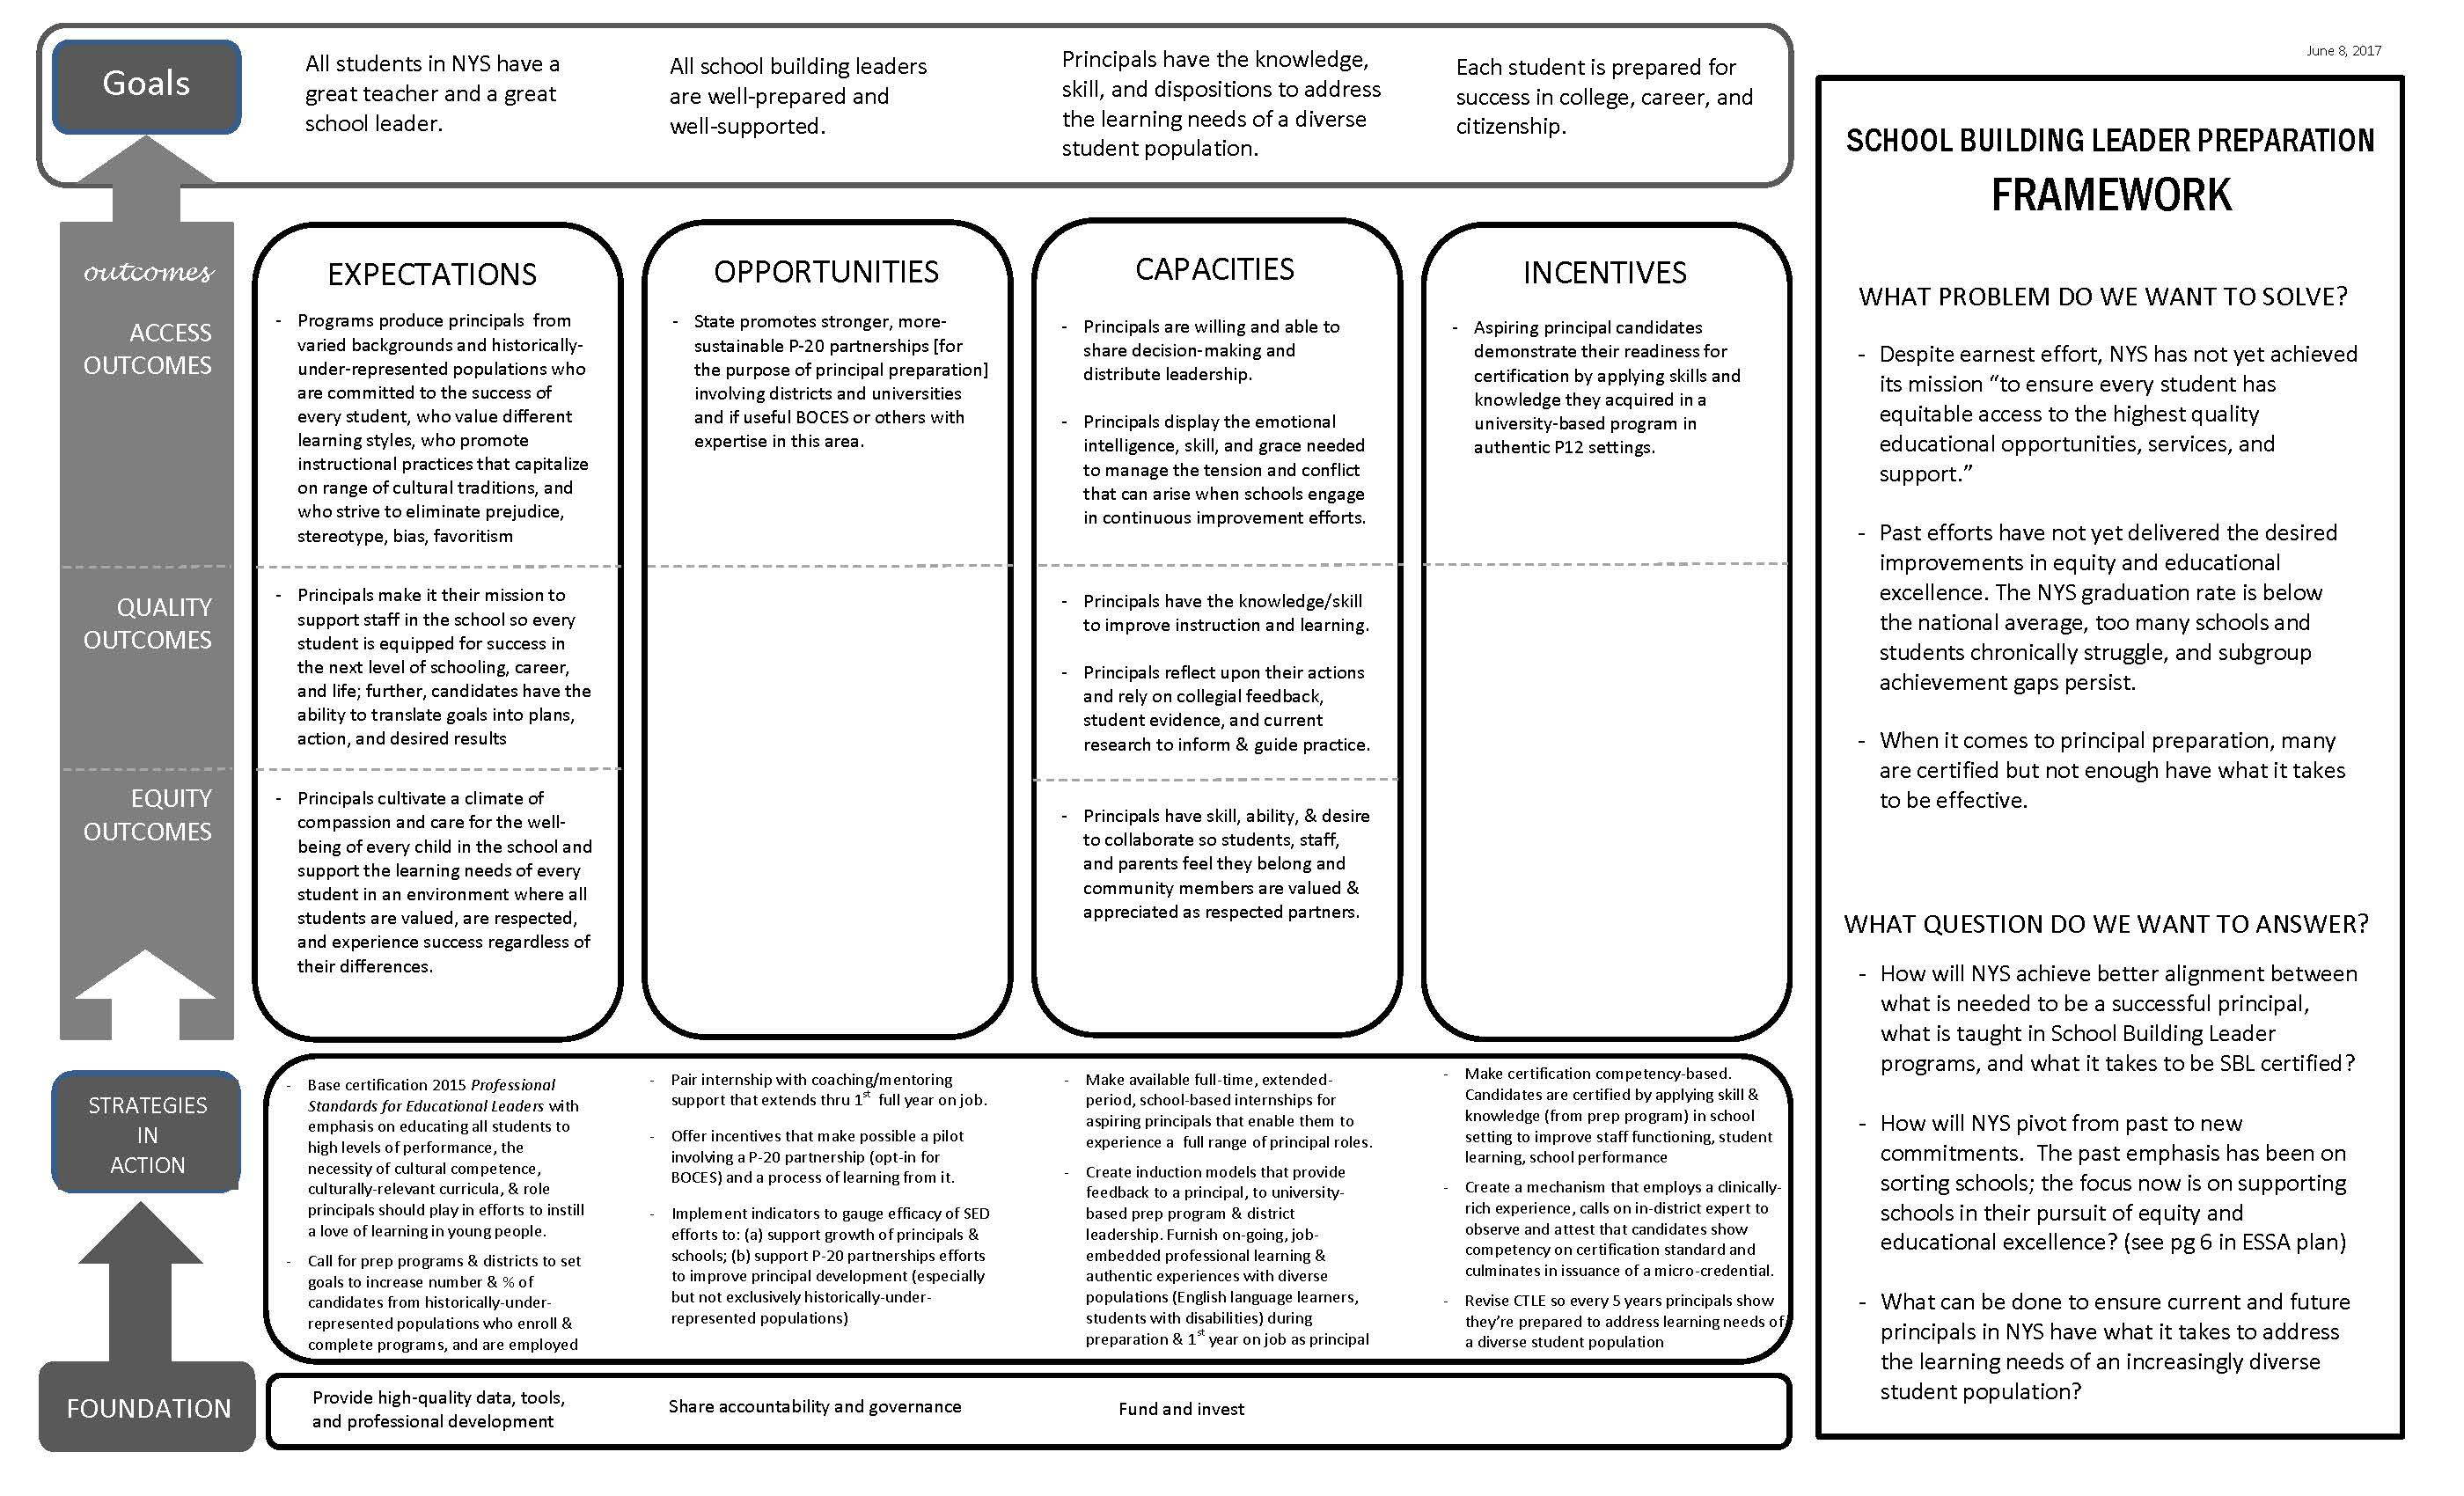 June 8, 2017
Goals
All students in NYS have a
great teacher and a great
school leader.
All school building leaders
are well-prepared and
well-supported.
Principals have the knowledge,
skill, and dispositions to address
the learning needs of a diverse
student population.
Each student is prepared for
success in college, career, and
citizenship.
outcomes
ACCESS
OUTCOMES
QUALITY
OUTCOMES
EQUITY
OUTCOMES
EXPECTATIONS
- Programs produce principals from
varied backgrounds and historically-
under-represented populations who
are committed to the success of
every student, who value different
learning styles, who promote
instructional practices that capitalize
on range of cultural traditions, and
who strive to eliminate prejudice,
stereotype, bias, favoritism
- Principals make it their mission to
support staff in the school so every
student is equipped for success in
the next level of schooling, career,
and life; further, candidates have the
ability to translate goals into plans,
action, and desired results
- Principals cultivate a climate of
compassion and care for the well-
being of every child in the school and
support the learning needs of every
student in an environment where all
students are valued, are respected,
and experience success regardless of
their differences.
OPPORTUNITIES
- State promotes stronger, more-
sustainable P-20 partnerships [for
the purpose of principal preparation]
involving districts and universities
and if useful BOCES or others with
expertise in this area.
CAPACITIES
- Principals are willing and able to
share decision-making and
distribute leadership.
- Principals display the emotional
intelligence, skill, and grace needed
to manage the tension and conflict
that can arise when schools engage
in continuous improvement efforts.
- Principals have the knowledge/skill
to improve instruction and learning.
- Principals reflect upon their actions
and rely on collegial feedback,
student evidence, and current
research to inform & guide practice.
- Principals have skill, ability, & desire
to collaborate so students, staff,
and parents feel they belong and
community members are valued &
appreciated as respected partners.
INCENTIVES
- Aspiring principal candidates
demonstrate their readiness for
certification by applying skills and
knowledge they acquired in a
university-based program in
authentic P12 settings.
STRATEGIES
IN
ACTION
- Base certification 2015 Professional
Standards for Educational Leaders with
emphasis on educating all students to
high levels of performance, the
necessity of cultural competence,
culturally-relevant curricula, & role
principals should play in efforts to instill
a love of learning in young people.
- Call for prep programs & districts to set
goals to increase number & % of
candidates from historically-under-
represented populations who enroll &
complete programs, and are employed
- Pair internship with coaching/mentoring
support that extends thru 1st full year on job.
- Offer incentives that make possible a pilot
involving a P-20 partnership (opt-in for
BOCES) and a process of learning from it.
- Implement indicators to gauge efficacy of SED
efforts to: (a) support growth of principals &
schools; (b) support P-20 partnerships efforts
to improve principal development (especially
but not exclusively historically-under-
represented populations)
- Make available full-time, extended-
period, school-based internships for
aspiring principals that enable them to
experience a full range of principal roles.
- Create induction models that provide
feedback to a principal, to university-
based prep program & district
leadership. Furnish on-going, job-
embedded professional learning &
authentic experiences with diverse
populations (English language learners,
students with disabilities) during
preparation & 1st year on job as principal
- Make certification competency-based.
Candidates are certified by applying skill &
knowledge (from prep program) in school
setting to improve staff functioning, student
learning, school performance
- Create a mechanism that employs a clinically-
rich experience, calls on in-district expert to
observe and attest that candidates show
competency on certification standard and
culminates in issuance of a micro-credential.
- Revise CTLE so every 5 years principals show
they're prepared to address learning needs of
a diverse student population
FOUNDATION
Provide high-quality data, tools,
and professional development
Share accountability and governance
Fund and invest
SCHOOL BUILDING LEADER PREPARATION
FRAMEWORK
WHAT PROBLEM DO WE WANT TO SOLVE?
- Despite earnest effort, NYS has not yet achieved
its mission “to ensure every student has
equitable access to the highest quality
educational opportunities, services, and
support.”
- Past efforts have not yet delivered the desired
improvements in equity and educational
excellence. The NYS graduation rate is below
the national average, too many schools and
students chronically struggle, and subgroup
achievement gaps persist.
- When it comes to principal preparation, many
are certified but not enough have what it takes
to be effective.
WHAT QUESTION DO WE WANT TO ANSWER?
- How will NYS achieve better alignment between
what is needed to be a successful principal,
what is taught in School Building Leader
programs, and what it takes to be SBL certified?
- How will NYS pivot from past to new
commitments. The past emphasis has been on
sorting schools; the focus now is on supporting
schools in their pursuit of equity and
educational excellence? (see pg 6 in ESSA plan)
- What can be done to ensure current and future
principals in NYS have what it takes to address
the learning needs of an increasingly diverse
student population?